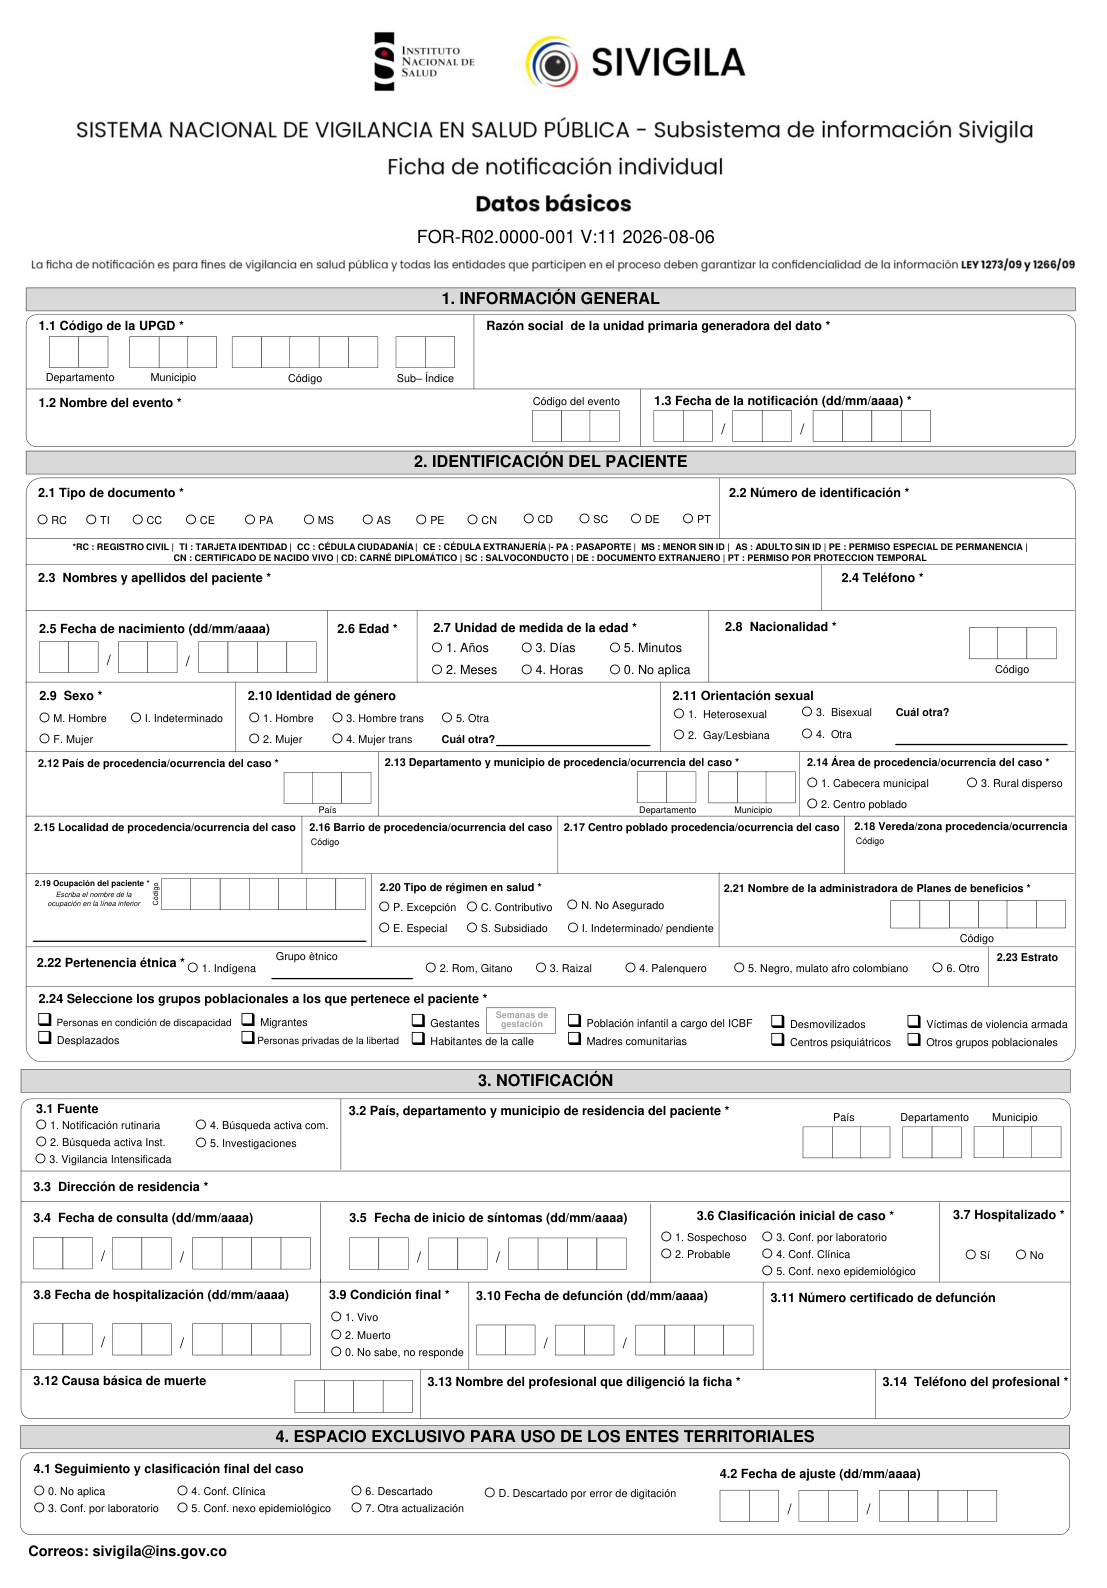 INSTITUTO
NACIONAL DE
SALUD
SIVIGILA
SISTEMA NACIONAL DE VIGILANCIA EN SALUD PÚBLICA - Subsistema de información Sivigila
Ficha de notificación individual
Datos básicos
FOR-R02.0000-001 V:11 2026-08-06
La ficha de notificación es para fines de vigilancia en salud pública y todas las entidades que participen en el proceso deben garantizar la confidencialidad de la información LEY 1273/09 y 1266/09
1. INFORMACIÓN GENERAL
1.1 Código de la UPGD *
Razón social de la unidad primaria generadora del dato *
Departamento Municipio Código Sub– Índice
1.2 Nombre del evento *
Código del evento
1.3 Fecha de la notificación (dd/mm/aaaa) *
/ /
2. IDENTIFICACIÓN DEL PACIENTE
2.1 Tipo de documento *
2.2 Número de identificación *
RC TI CC CE PA MS AS PE CN CD SC DE PT
*RC : REGISTRO CIVIL | TI : TARJETA IDENTIDAD | CC : CÉDULA CIUDADANÍA | CE : CÉDULA EXTRANJERÍA |- PA : PASAPORTE | MS : MENOR SIN ID | AS : ADULTO SIN ID | PE : PERMISO ESPECIAL DE PERMANENCIA |
CN : CERTIFICADO DE NACIDO VIVO | CD: CARNÉ DIPLOMÁTICO | SC : SALVOCONDUCTO | DE : DOCUMENTO EXTRANJERO | PT : PERMISO POR PROTECCION TEMPORAL
2.3 Nombres y apellidos del paciente *
2.4 Teléfono *
2.5 Fecha de nacimiento (dd/mm/aaaa)
/ /
2.6 Edad *
2.7 Unidad de medida de la edad *
1. Años 3. Días 5. Minutos
2. Meses 4. Horas 0. No aplica
2.8 Nacionalidad *
Código
2.9 Sexo *
M. Hombre I. Indeterminado
F. Mujer
2.10 Identidad de género
1. Hombre 3. Hombre trans 5. Otra
2. Mujer 4. Mujer trans Cuál otra?
2.11 Orientación sexual
1. Heterosexual 3. Bisexual Cuál otra?
2. Gay/Lesbiana 4. Otra
2.12 País de procedencia/ocurrencia del caso *
País
2.13 Departamento y municipio de procedencia/ocurrencia del caso *
Departamento Municipio
2.14 Área de procedencia/ocurrencia del caso *
1. Cabecera municipal 3. Rural disperso
2. Centro poblado
2.15 Localidad de procedencia/ocurrencia del caso
2.16 Barrio de procedencia/ocurrencia del caso
Código
2.17 Centro poblado procedencia/ocurrencia del caso
2.18 Vereda/zona procedencia/ocurrencia
Código
2.19 Ocupación del paciente *
Escriba el nombre de la
ocupación en la línea inferior
Código
2.20 Tipo de régimen en salud *
P. Excepción C. Contributivo N. No Asegurado
E. Especial S. Subsidiado I. Indeterminado/ pendiente
2.21 Nombre de la administradora de Planes de beneficios *
Código
2.22 Pertenencia étnica *
1. Indígena
Grupo ètnico
2. Rom, Gitano 3. Raizal 4. Palenquero 5. Negro, mulato afro colombiano 6. Otro
2.23 Estrato
2.24 Seleccione los grupos poblacionales a los que pertenece el paciente *
Personas en condición de discapacidad Migrantes Gestantes
Semanas de
gestación
Población infantil a cargo del ICBF Desmovilizados Víctimas de violencia armada
Desplazados Personas privadas de la libertad Habitantes de la calle Madres comunitarias Centros psiquiátricos Otros grupos poblacionales
3. NOTIFICACIÓN
3.1 Fuente
1. Notificación rutinaria 4. Búsqueda activa com.
2. Búsqueda activa Inst. 5. Investigaciones
3. Vigilancia Intensificada
3.2 País, departamento y municipio de residencia del paciente *
País Departamento Municipio
3.3 Dirección de residencia *
3.4 Fecha de consulta (dd/mm/aaaa)
/ /
3.5 Fecha de inicio de síntomas (dd/mm/aaaa)
/ /
3.6 Clasificación inicial de caso *
1. Sospechoso 3. Conf. por laboratorio
2. Probable 4. Conf. Clínica
5. Conf. nexo epidemiológico
3.7 Hospitalizado *
Sí No
3.8 Fecha de hospitalización (dd/mm/aaaa)
/ /
3.9 Condición final *
1. Vivo
2. Muerto
0. No sabe, no responde
3.10 Fecha de defunción (dd/mm/aaaa)
/ /
3.11 Número certificado de defunción
3.12 Causa básica de muerte
3.13 Nombre del profesional que diligenció la ficha *
3.14 Teléfono del profesional *
4. ESPACIO EXCLUSIVO PARA USO DE LOS ENTES TERRITORIALES
4.1 Seguimiento y clasificación final del caso
0. No aplica 4. Conf. Clínica 6. Descartado D. Descartado por error de digitación
3. Conf. por laboratorio 5. Conf. nexo epidemiológico 7. Otra actualización
4.2 Fecha de ajuste (dd/mm/aaaa)
/ /
Correos: sivigila@ins.gov.co